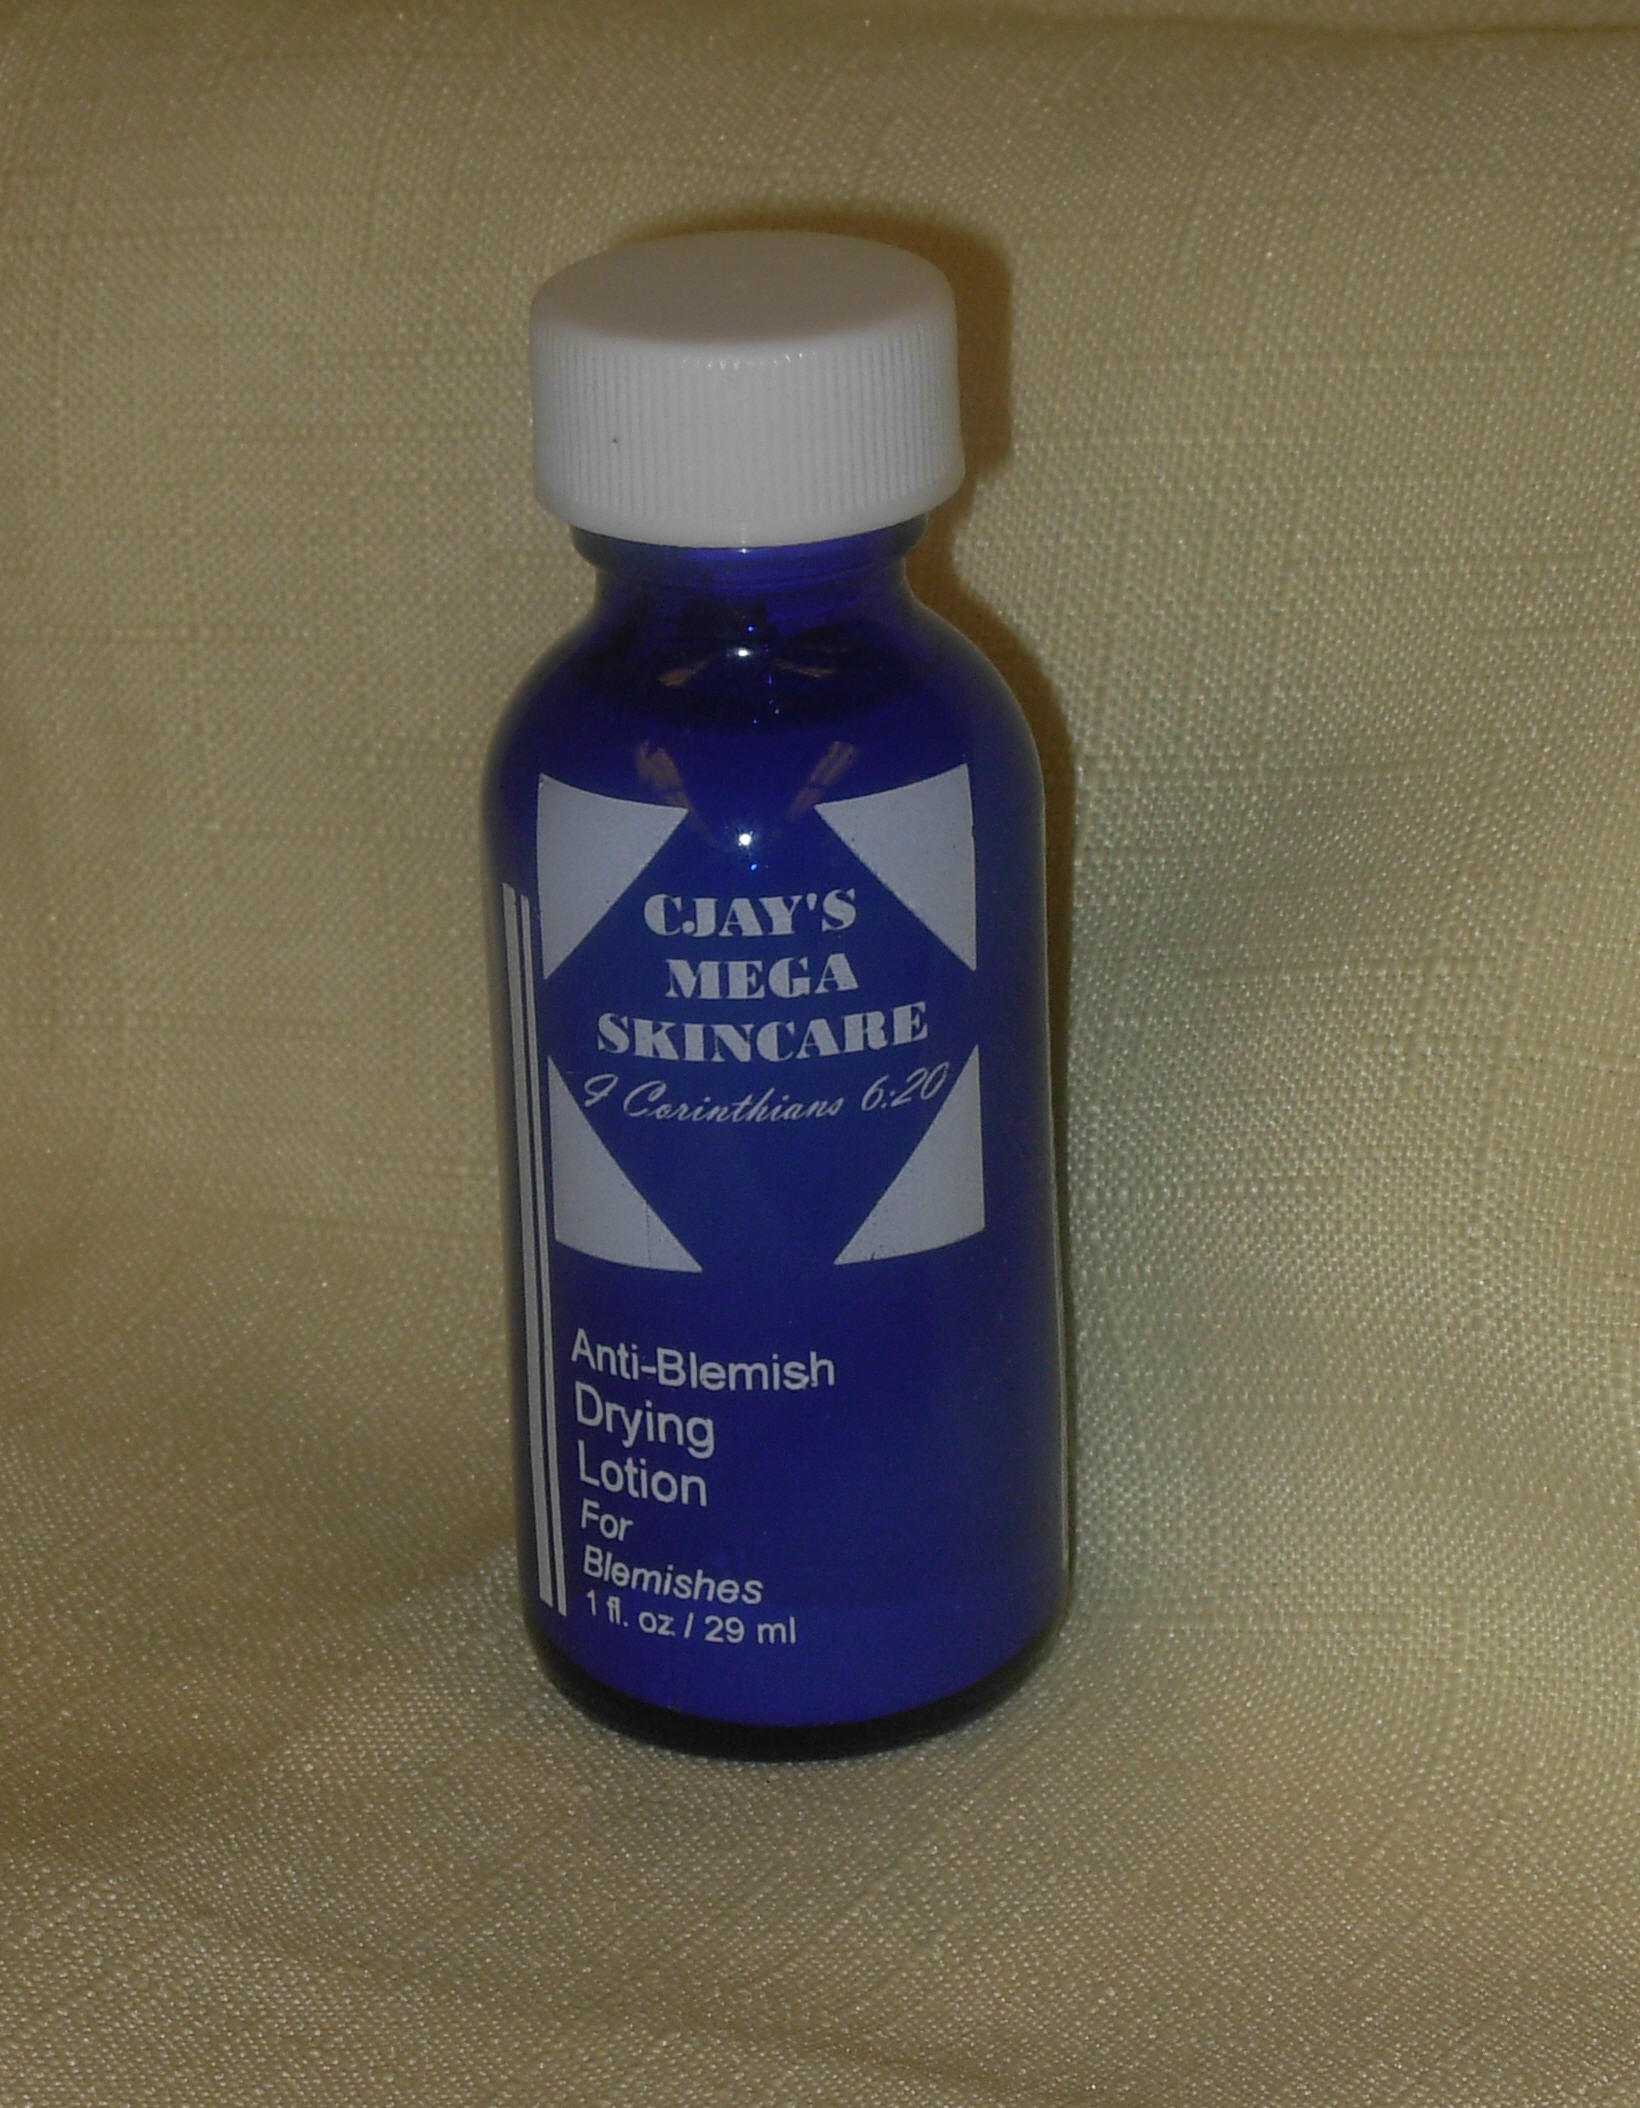 CJAY'S
MEGA
SKINCARE
I Corinthians 6:20
Anti-Blemish
Drying
Lotion
For
Blemishes
1 fl. oz / 29 ml